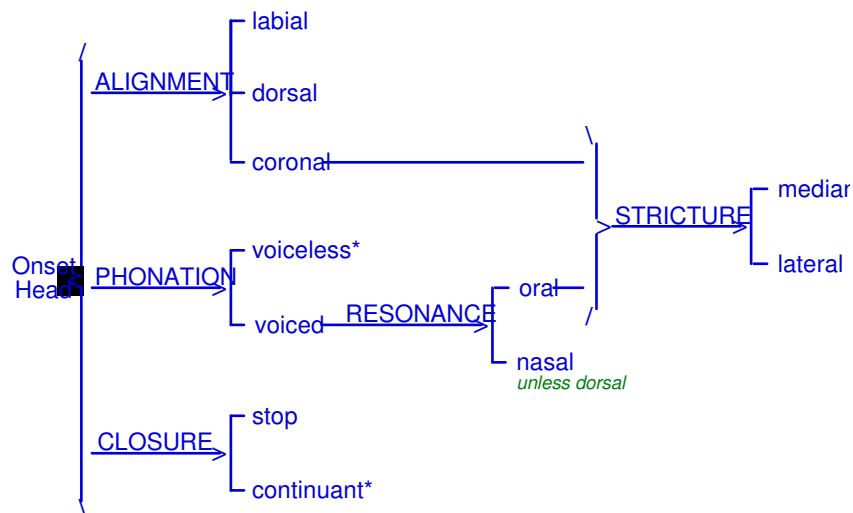 labial
ALIGNMENT
dorsal
coronal
median
STRICTURE
voiceless*
Onset
Head
PHONATION
lateral
oral
voiced
RESONANCE
nasal
unless dorsal
stop
CLOSURE
continuant*